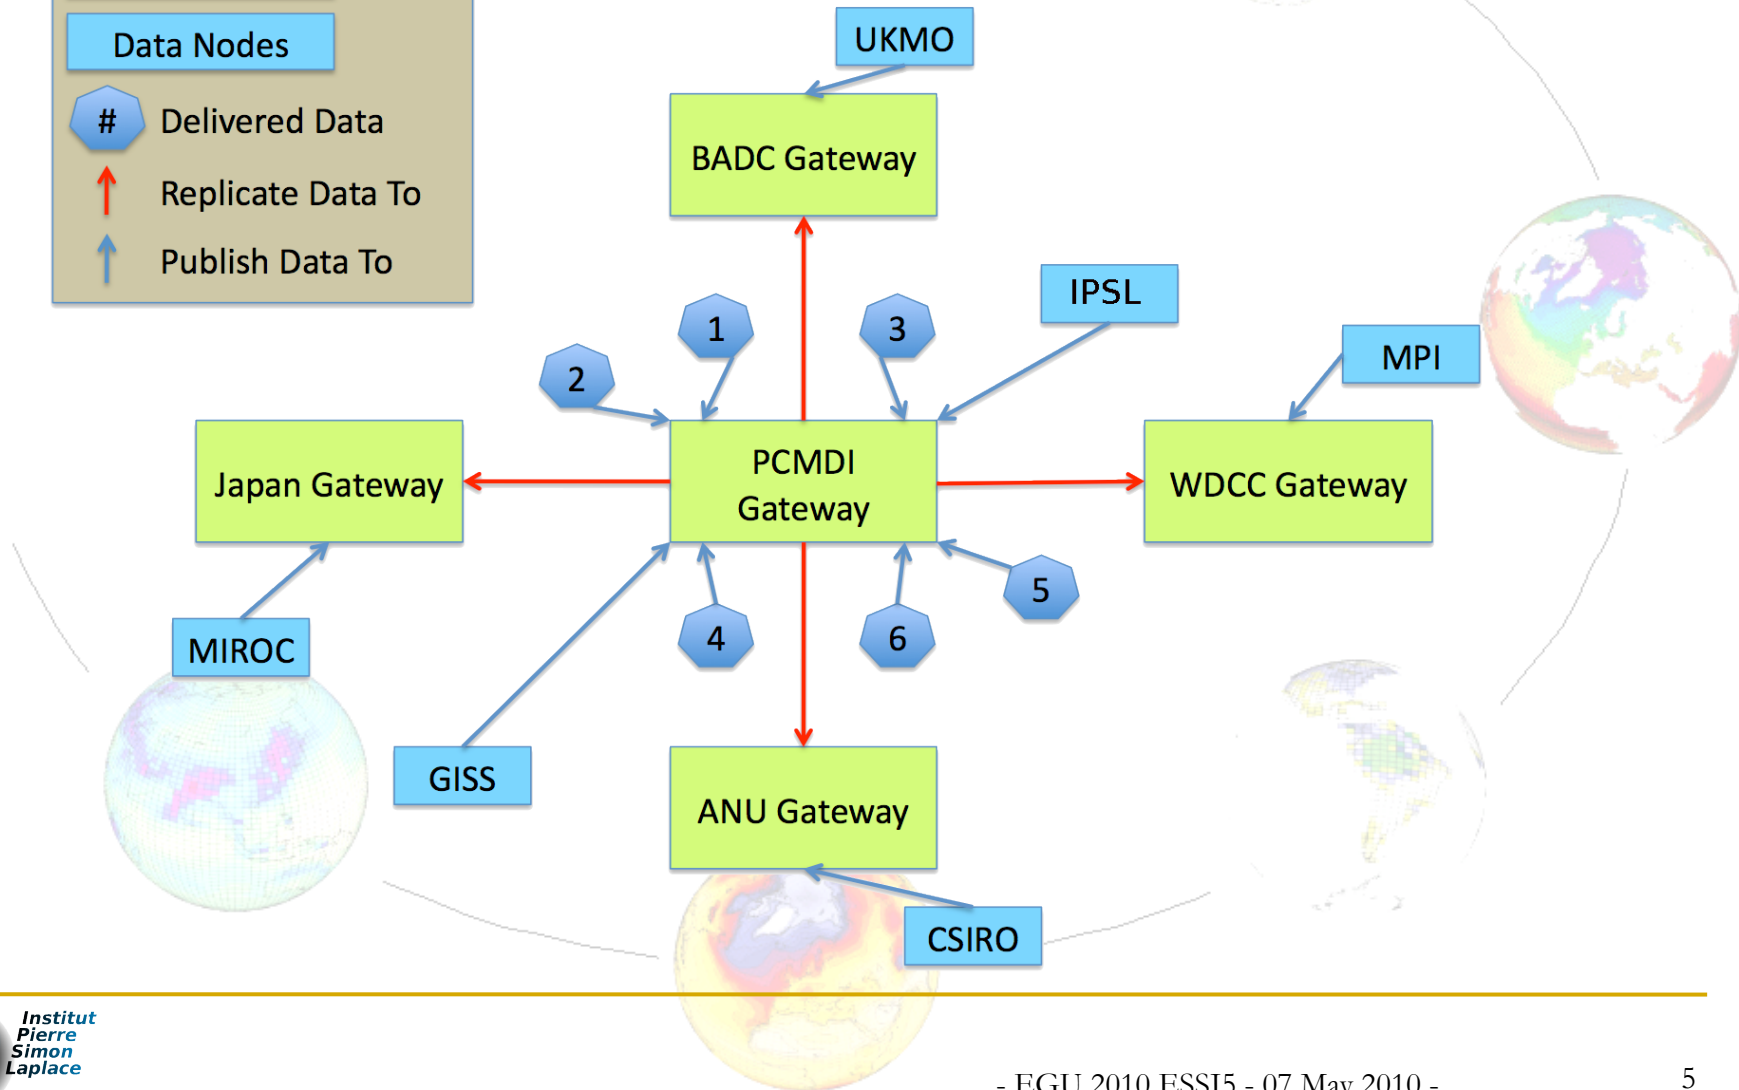 Data Nodes
#
Delivered Data
Replicate Data To
Publish Data To
UKMO
BADC Gateway
IPSL
MPI
1
3
2
Japan Gateway
PCMDI
Gateway
WDCC Gateway
5
4
6
MIROC
GISS
ANU Gateway
CSIRO
Institut
Pierre
Simon
Laplace
- EGU 2010 ESSI5 - 07 May 2010 -
5